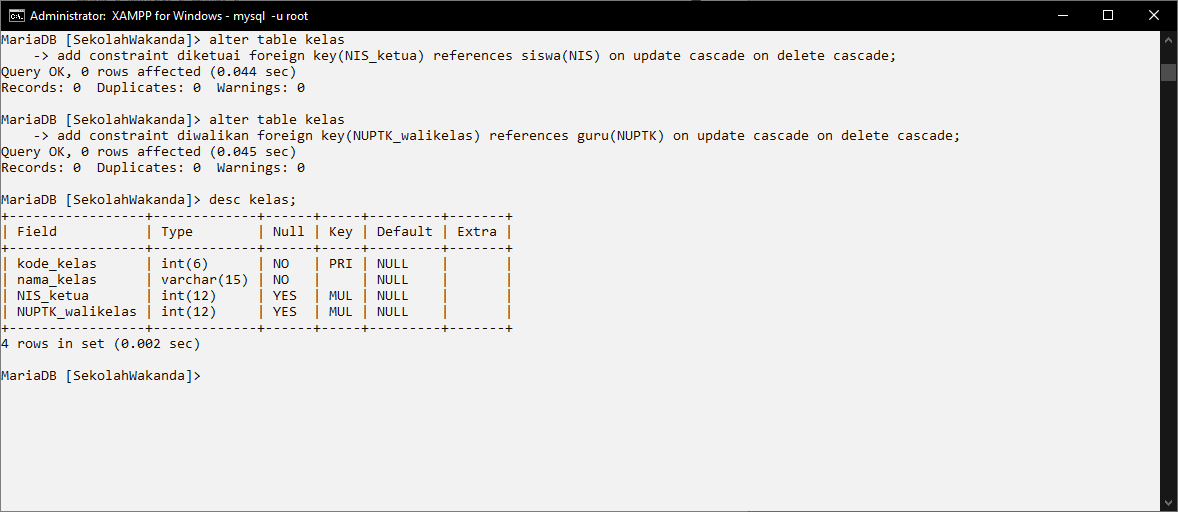 Administrator:  XAMPP for Windows - mysql  -u root
MariaDB [SekolahWakanda]> alter table kelas
    -> add constraint diketuai foreign key(NIS_ketua) references siswa(NIS) on update cascade on delete cascade;
Query OK, 0 rows affected (0.044 sec)
Records: 0  Duplicates: 0  Warnings: 0

MariaDB [SekolahWakanda]> alter table kelas
    -> add constraint diwalikan foreign key(NUPTK_walikelas) references guru(NUPTK) on update cascade on delete cascade;
Query OK, 0 rows affected (0.045 sec)
Records: 0  Duplicates: 0  Warnings: 0

MariaDB [SekolahWakanda]> desc kelas;
+-----------------+-------------+------+-----+---------+-------+
| Field           | Type        | Null | Key | Default | Extra |
+-----------------+-------------+------+-----+---------+-------+
| kode_kelas      | int(6)      | NO   | PRI | NULL    |       |
| nama_kelas      | varchar(15) | NO   |     | NULL    |       |
| NIS_ketua       | int(12)     | YES  | MUL | NULL    |       |
| NUPTK_walikelas | int(12)     | YES  | MUL | NULL    |       |
+-----------------+-------------+------+-----+---------+-------+
4 rows in set (0.002 sec)

MariaDB [SekolahWakanda]>